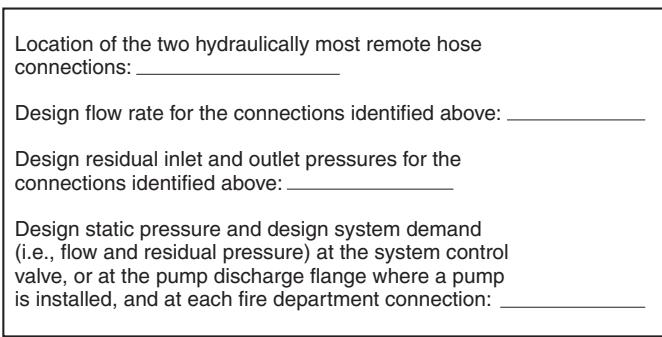 Location of the two hydraulically most remote hose
connections: ____________________
Design flow rate for the connections identified above: ______________
Design residual inlet and outlet pressures for the
connections identified above: ________________
Design static pressure and design system demand
(i.e., flow and residual pressure) at the system control
valve, or at the pump discharge flange where a pump
is installed, and at each fire department connection: ______________